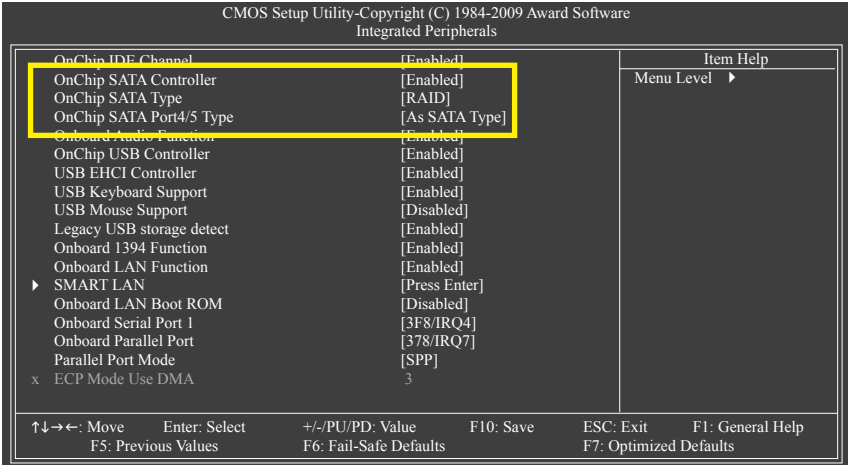 CMOS Setup Utility-Copyright (C) 1984-2009 Award Software
Integrated Peripherals
OnChip IDE Channel [Enabled]
OnChip SATA Controller [Enabled]
OnChip SATA Type [RAID]
OnChip SATA Port4/5 Type [As SATA Type]
Onboard Audio Function [Enabled]
OnChip USB Controller [Enabled]
USB EHCI Controller [Enabled]
USB Keyboard Support [Enabled]
USB Mouse Support [Disabled]
Legacy USB storage detect [Enabled]
Onboard 1394 Function [Enabled]
Onboard LAN Function [Enabled]
SMART LAN [Press Enter]
Onboard LAN Boot ROM [Disabled]
Onboard Serial Port 1 [3F8/IRQ4]
Onboard Parallel Port [378/IRQ7]
Parallel Port Mode [SPP]
x ECP Mode Use DMA 3
Item Help
Menu Level
↑↓→←: Move Enter: Select +/-/PU/PD: Value F10: Save ESC: Exit F1: General Help
F5: Previous Values F6: Fail-Safe Defaults F7: Optimized Defaults